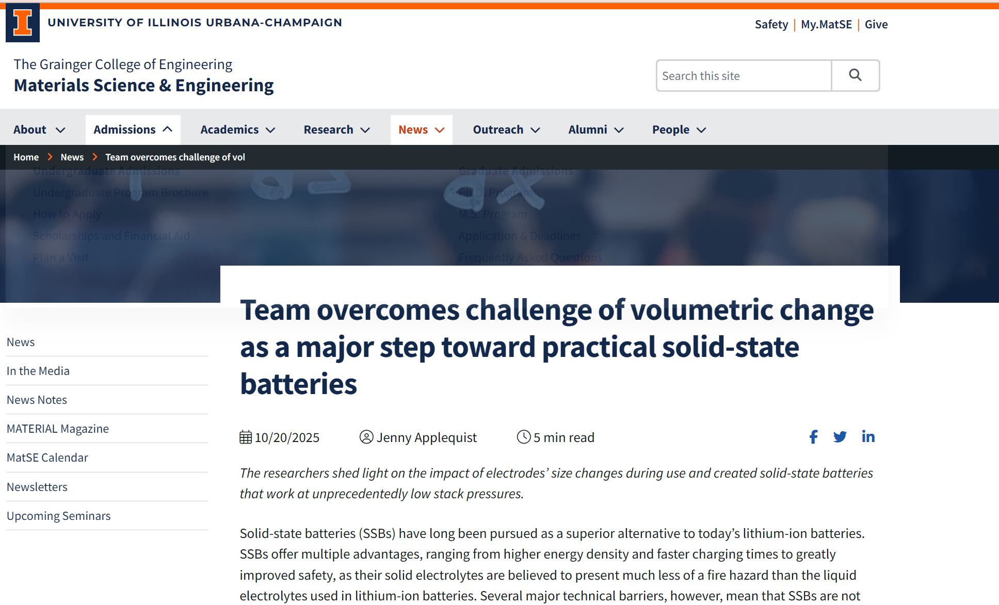 UNIVERSITY OF ILLINOIS URBANA-CHAMPAIGN
Safety | My.MatSE | Give
The Grainger College of Engineering
Materials Science & Engineering
Search this site
About Admissions Academics Research News Outreach Alumni People
Home News Team overcomes challenge of vol
Undergraduate Admissions
Undergraduate Program Brochure
How to Apply
Scholarships and Financial Aid
Plan a Visit
Graduate Admissions
Ph.D. Program
M.S. Program
Application & Deadlines
Frequently Asked Questions
News
In the Media
News Notes
MATERIAL Magazine
MatSE Calendar
Newsletters
Upcoming Seminars
Team overcomes challenge of volumetric change
as a major step toward practical solid-state
batteries
10/20/2025 Jenny Applequist 5 min read
The researchers shed light on the impact of electrodes’ size changes during use and created solid-state batteries
that work at unprecedentedly low stack pressures.
Solid-state batteries (SSBs) have long been pursued as a superior alternative to today’s lithium-ion batteries.
SSBs offer multiple advantages, ranging from higher energy density and faster charging times to greatly
improved safety, as their solid electrolytes are believed to present much less of a fire hazard than the liquid
electrolytes used in lithium-ion batteries. Several major technical barriers, however, mean that SSBs are not